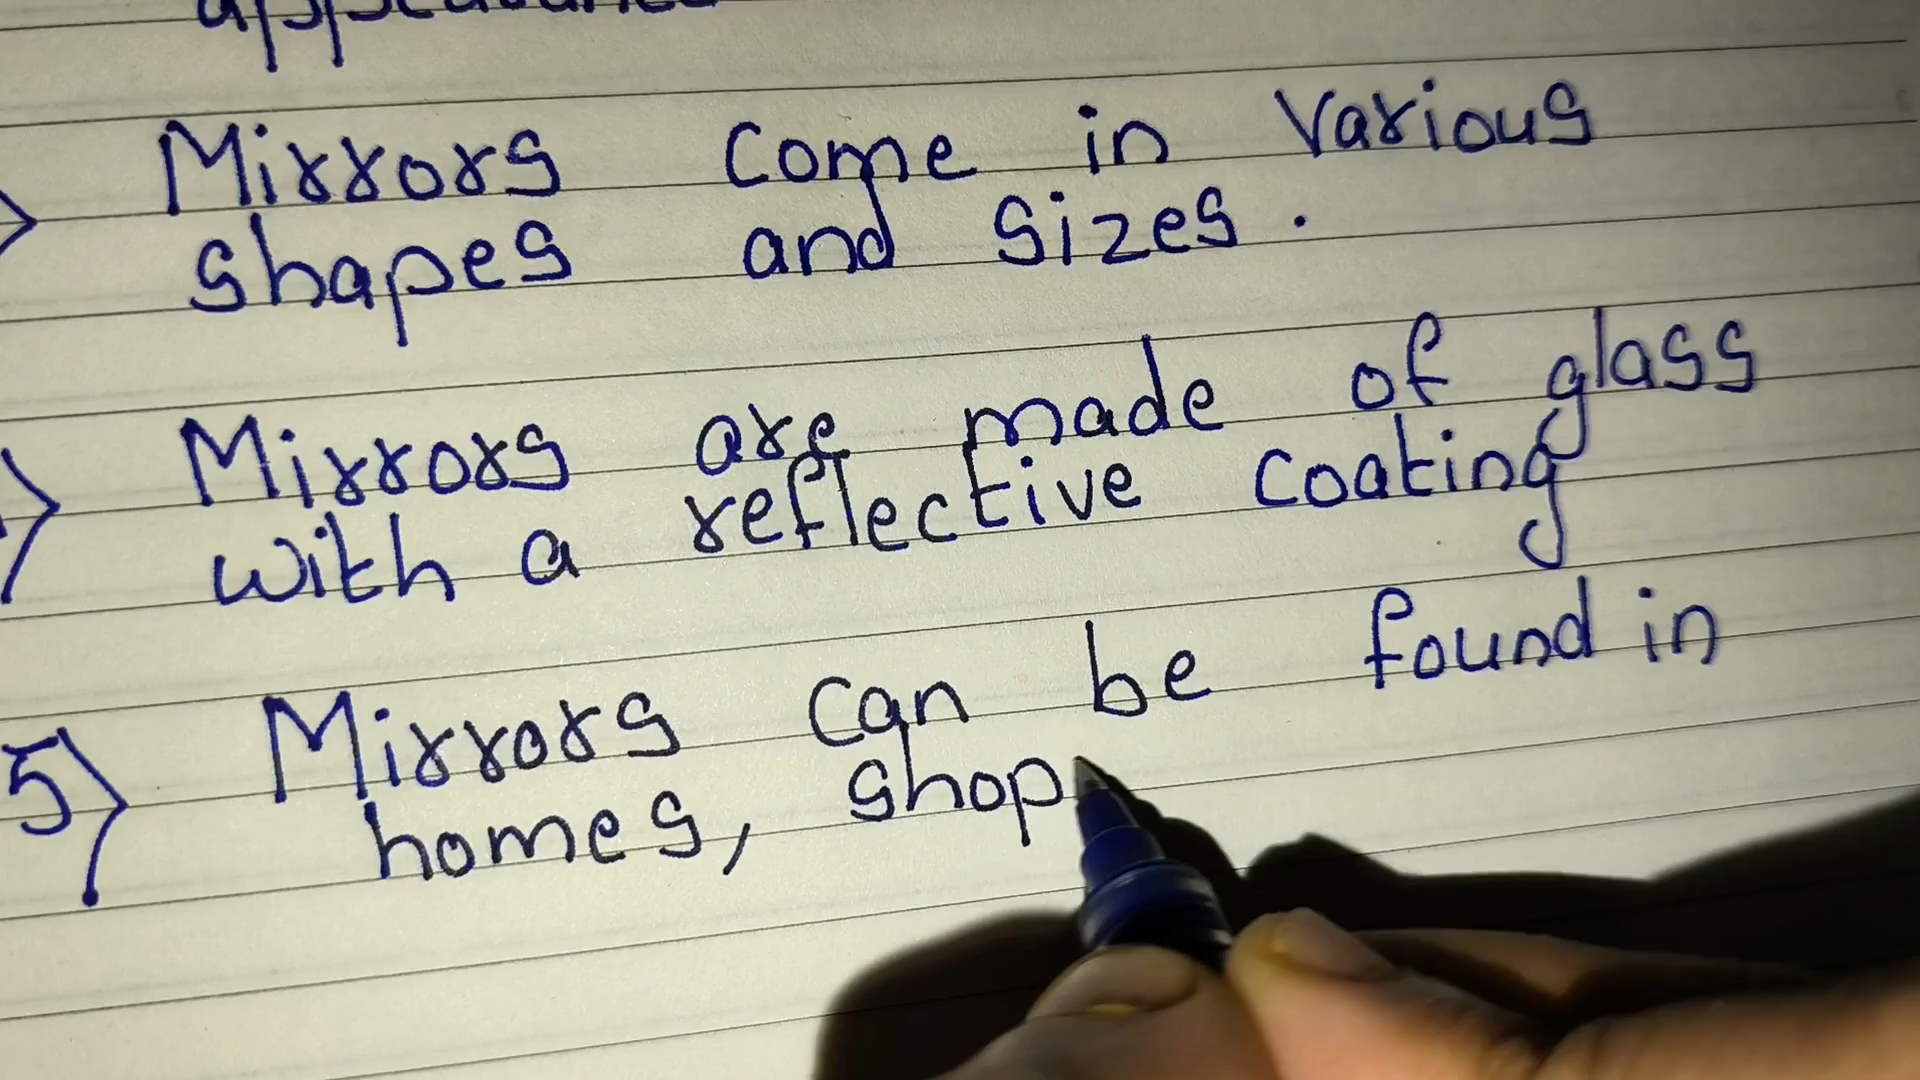 Mirrors come in various
shapes and sizes.
Mirrors are made of glass
with a reflective coating
5) Mirrors can be found in
homes, shop